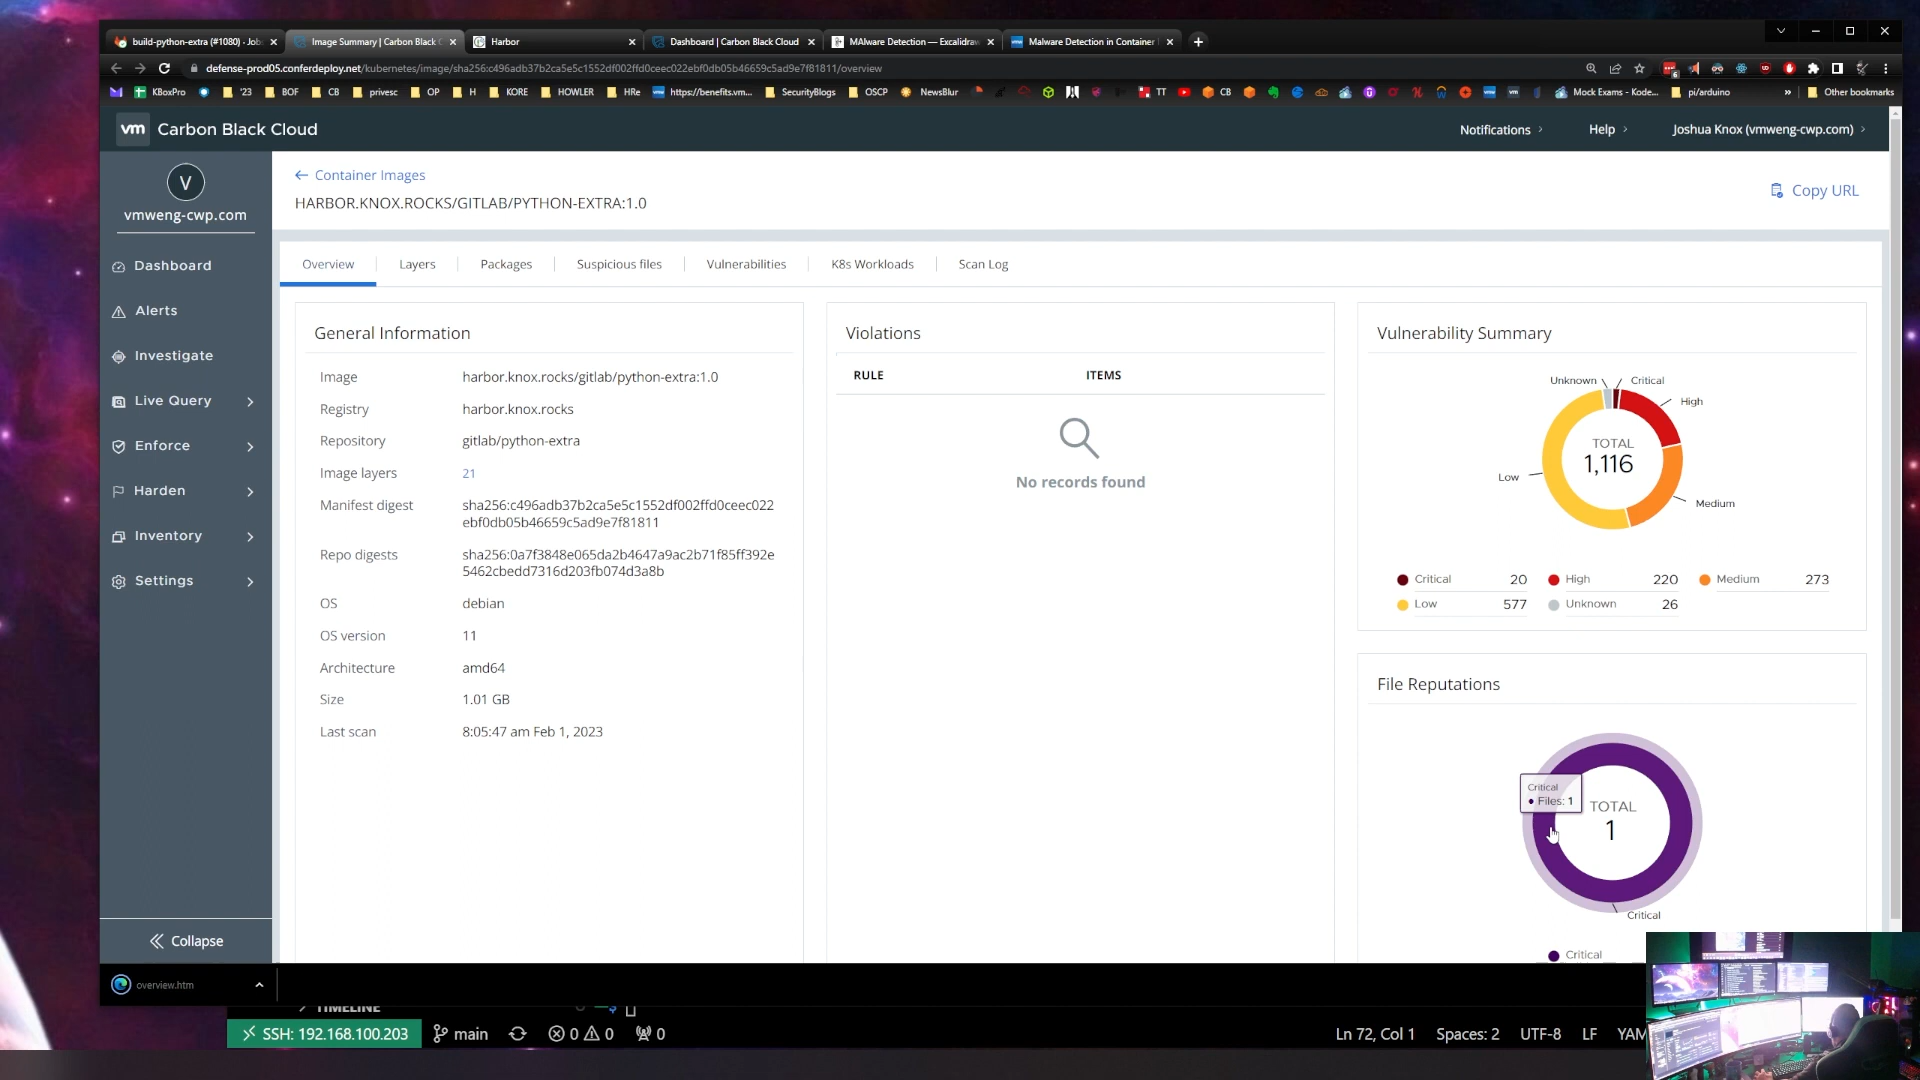 build-python-extra (#1080) - Job
Image Summary | Carbon Black C
Harbor
Dashboard | Carbon Black Cloud
MAlware Detection — Excalidraw
Malware Detection in Container
defense-prod05.conferdeploy.net/kubernetes/image/sha256:c496adb37b2ca5e5c1552df002ffd0ceec022ebf0db05b46659c5ad9e7f81811/overview
KBoxPro
'23
BOF
CB
privesc
OP
H
KORE
HOWLER
HRe
https://benefits.vm...
SecurityBlogs
OSCP
NewsBlur
TT
CB
Mock Exams - Kode...
pi/arduino
»
Other bookmarks
vm Carbon Black Cloud
Notifications
Help
Joshua Knox (vmweng-cwp.com)
V
vmweng-cwp.com
Dashboard
Alerts
Investigate
Live Query
Enforce
Harden
Inventory
Settings
Collapse
Container Images
HARBOR.KNOX.ROCKS/GITLAB/PYTHON-EXTRA:1.0
Copy URL
Overview
Layers
Packages
Suspicious files
Vulnerabilities
K8s Workloads
Scan Log
General Information
Image harbor.knox.rocks/gitlab/python-extra:1.0
Registry harbor.knox.rocks
Repository gitlab/python-extra
Image layers 21
Manifest digest sha256:c496adb37b2ca5e5c1552df002ffd0ceec022
ebf0db05b46659c5ad9e7f81811
Repo digests sha256:0a7f3848e065da2b4647a9ac2b71f85ff392e
5462cbedd7316d203fb074d3a8b
OS debian
OS version 11
Architecture amd64
Size 1.01 GB
Last scan 8:05:47 am Feb 1, 2023
Violations
RULE ITEMS
No records found
Vulnerability Summary
Unknown
Critical
High
TOTAL
1,116
Low
Medium
Critical 20 High 220 Medium 273
Low 577 Unknown 26
File Reputations
Critical
• Files: 1
TOTAL
1
Critical
Critical
overview.htm
TIMELINE
SSH: 192.168.100.203
main
0
0
0
Ln 72, Col 1
Spaces: 2
UTF-8
LF
YAM